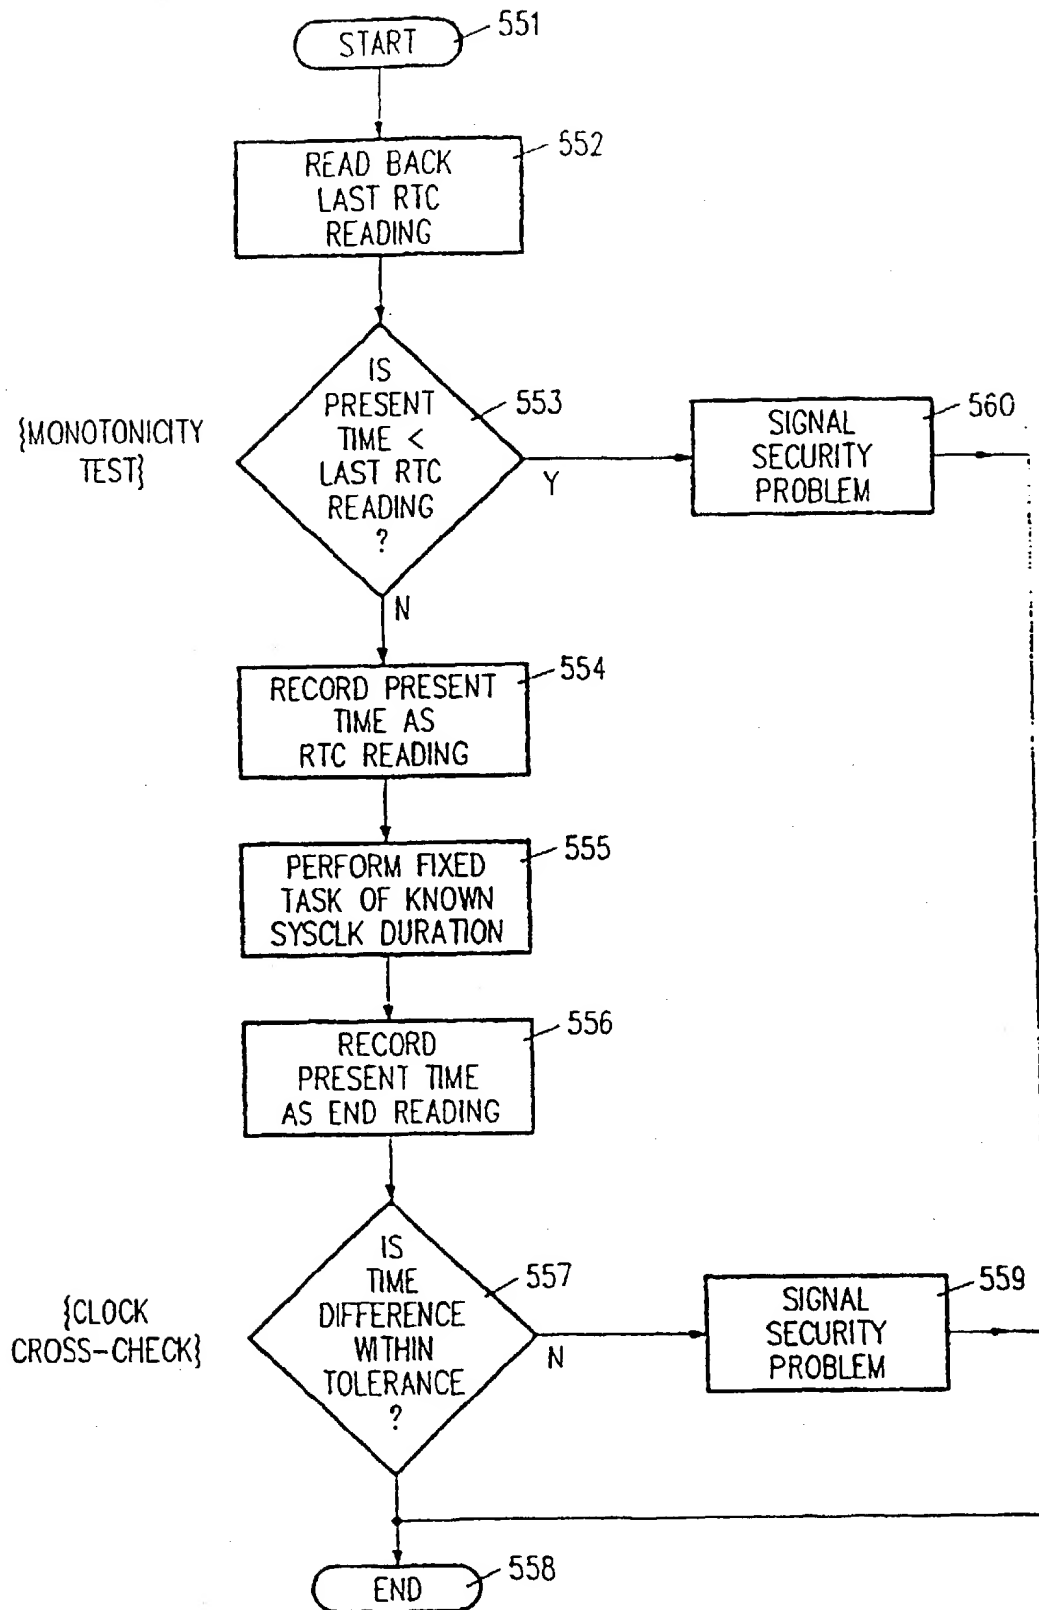 START
551
READ BACK
LAST RTC
READING
552
{MONOTONICITY
TEST}
IS
PRESENT
TIME <
LAST RTC
READING
?
553
Y
N
SIGNAL
SECURITY
PROBLEM
560
RECORD PRESENT
TIME AS
RTC READING
554
PERFORM FIXED
TASK OF KNOWN
SYSCLK DURATION
555
RECORD
PRESENT TIME
AS END READING
556
{CLOCK
CROSS-CHECK}
IS
TIME
DIFFERENCE
WITHIN
TOLERANCE
?
557
N
SIGNAL
SECURITY
PROBLEM
559
END
558